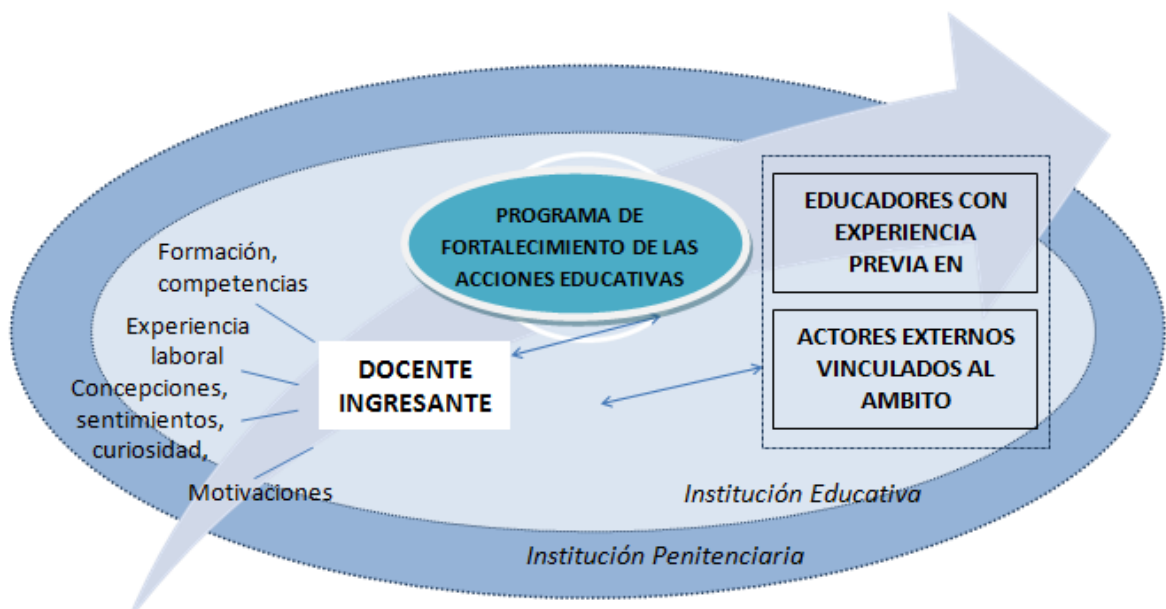 PROGRAMA DE
FORTALECIMIENTO DE LAS
ACCIONES EDUCATIVAS
EDUCADORES CON
EXPERIENCIA
PREVIA EN
Formación,
competencias
Experiencia
laboral
Concepciones,
sentimientos,
curiosidad,
Motivaciones
DOCENTE
INGRESANTE
ACTORES EXTERNOS
VINCULADOS AL
AMBITO
Institución Educativa
Institución Penitenciaria